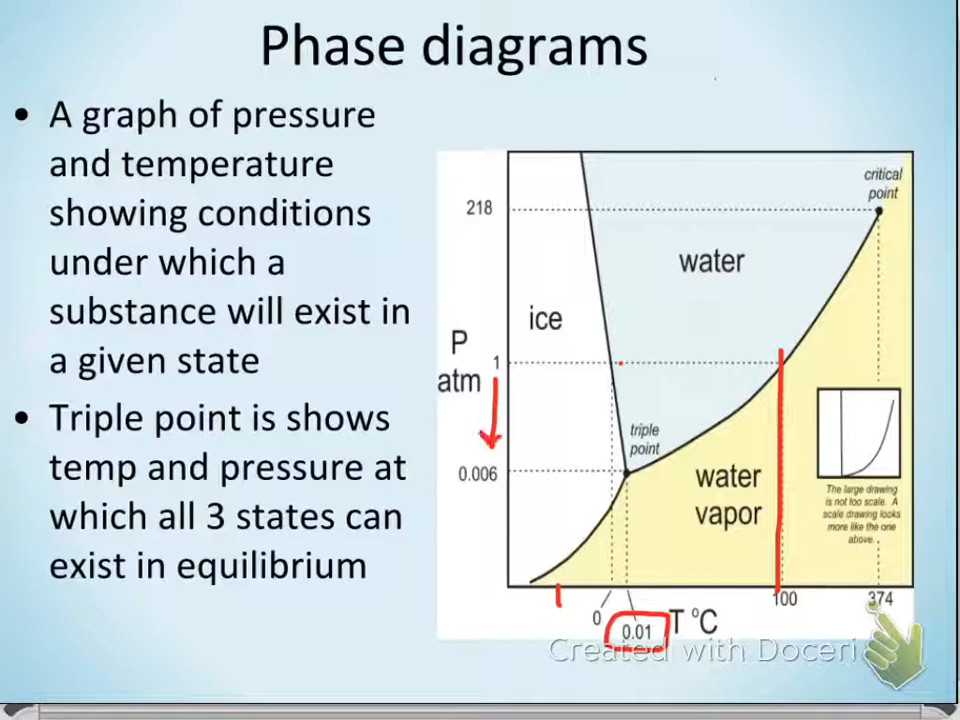 Phase diagrams
• A graph of pressure
and temperature
showing conditions
under which a
substance will exist in
a given state
• Triple point is shows
temp and pressure at
which all 3 states can
exist in equilibrium
critical
point
218
water
ice
P
atm
1
triple
point
0.006
water
vapor
The large drawing
is not too scale. A
scale drawing looks
more like the one
above.
0
0.01
T °C
100
374
Created with Doceri